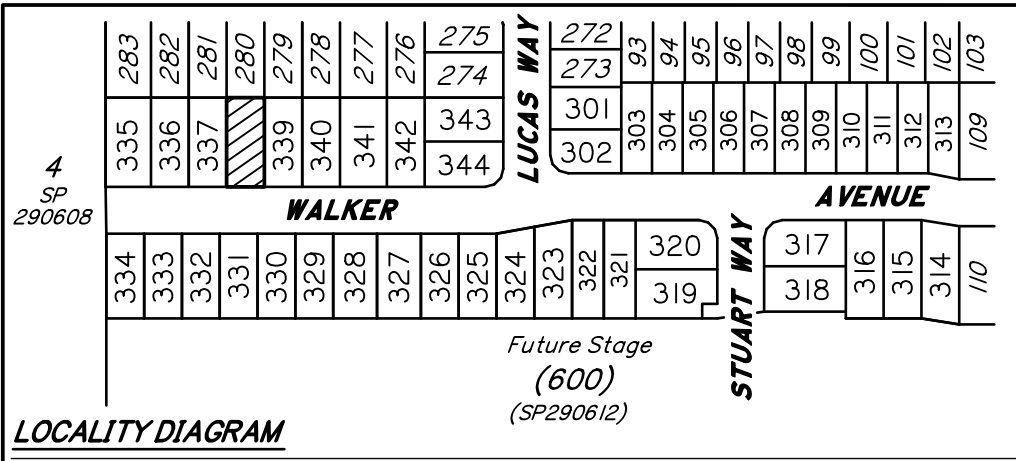 283 282 281 280 279 278 277 276 275 272 93 94 95 96 97 98 99 100 101 102 103
274 273
LUCAS WAY
335 336 337 339 340 341 342 343 301 303 304 305 306 307 308 309 310 311 312 313 109
344 302
4
SP
290608
WALKER
AVENUE
334 333 332 331 330 329 328 327 326 325 324 323 322 321 320 317 316 315 314 110
319 318
STUART WAY
Future Stage
(600)
(SP290612)
LOCALITY DIAGRAM